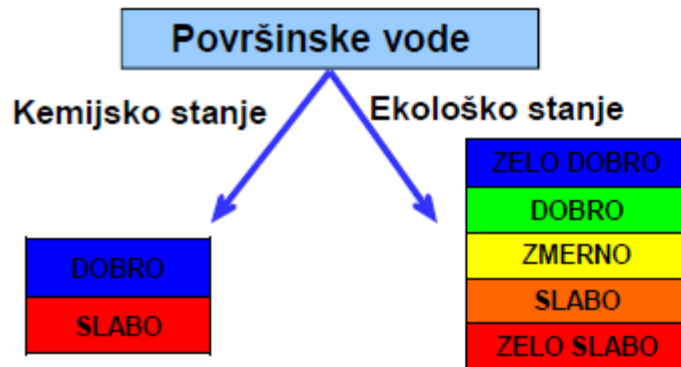 Površinske vode
Kemijsko stanje
Ekološko stanje
DOBRO
SLABO
ZELO DOBRO
DOBRO
ZMERNO
SLABO
ZELO SLABO